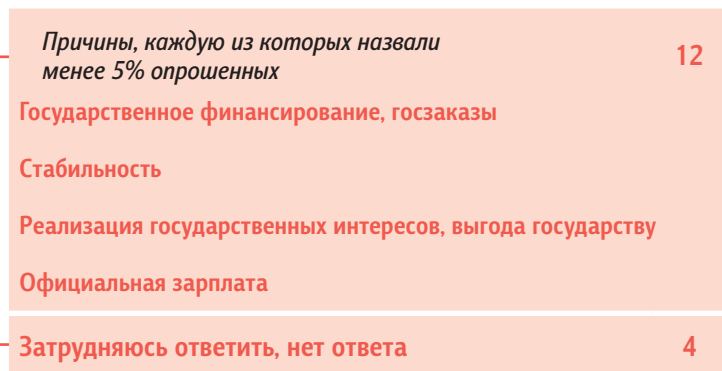 Причины, каждую из которых назвали
менее 5% опрошенных
12
Государственное финансирование, госзаказы
Стабильность
Реализация государственных интересов, выгода государству
Официальная зарплата
Затрудняюсь ответить, нет ответа 4